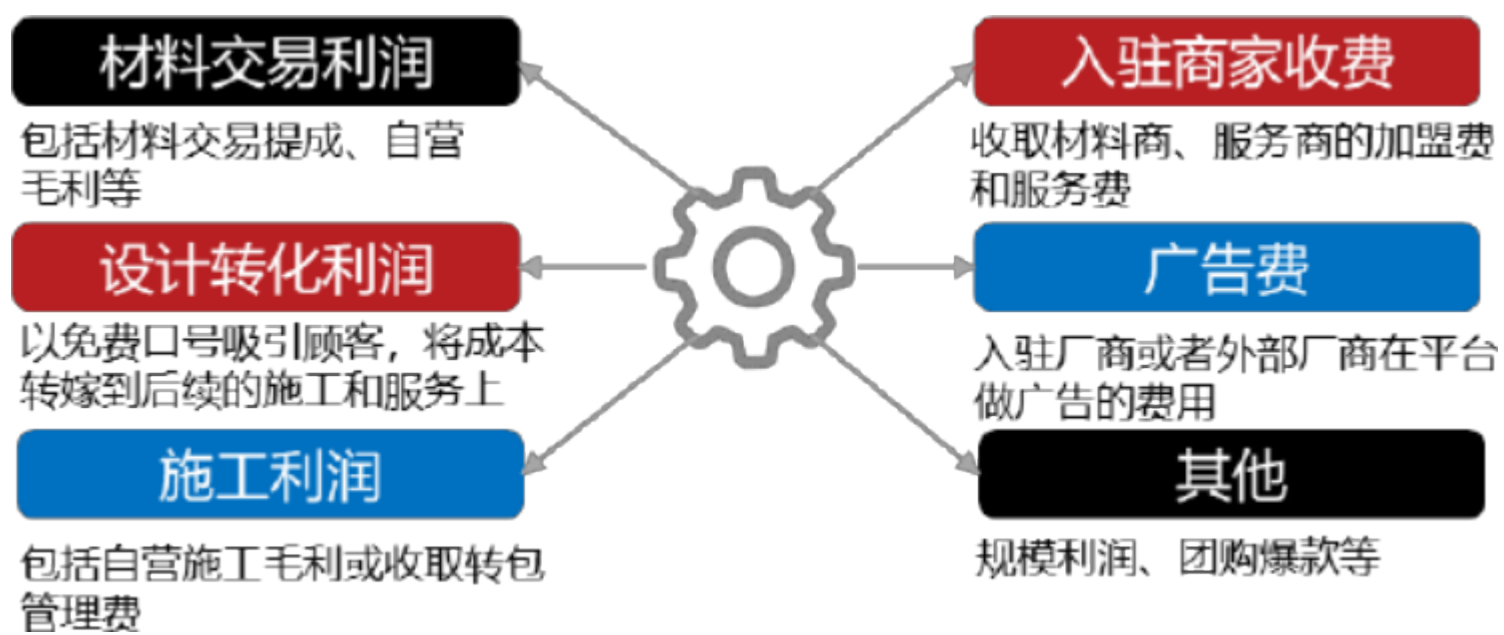 材料交易利润
包括材料交易提成、自营
毛利等
设计转化利润
以免费口号吸引顾客，将成本
转嫁到后续的施工和服务上
施工利润
包括自营施工毛利或收取转包
管理费
入驻商家收费
收取材料商、服务商的加盟费
和服务费
广告费
入驻厂商或者外部厂商在平台
做广告的费用
其他
规模利润、团购爆款等